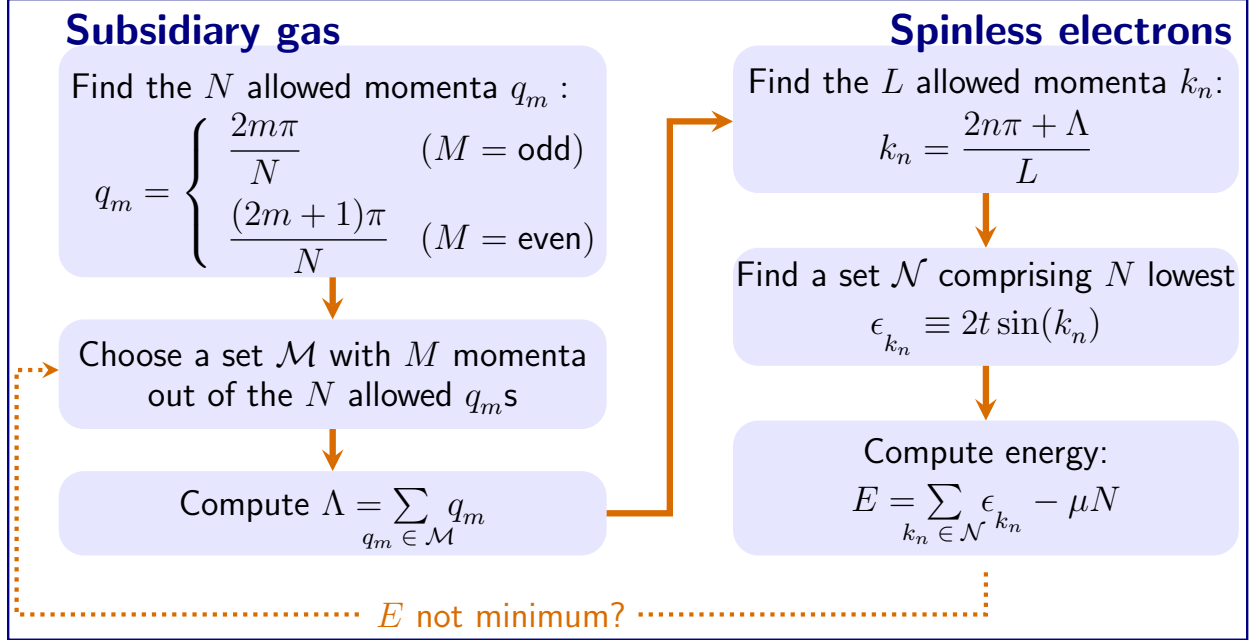 Subsidiary gas
Find the N allowed momenta q_m :
q_m = { 2mπ/N (M = odd)
(2m + 1)π/N (M = even)
Choose a set ℳ with M momenta
out of the N allowed q_ms
Compute Λ = ∑_{q_m ∈ ℳ} q_m
Spinless electrons
Find the L allowed momenta k_n:
k_n = (2nπ + Λ)/L
Find a set 𝒩 comprising N lowest
ϵ_{k_n} ≡ 2t sin(k_n)
Compute energy:
E = ∑_{k_n ∈ 𝒩} ϵ_{k_n} − μN
E not minimum?